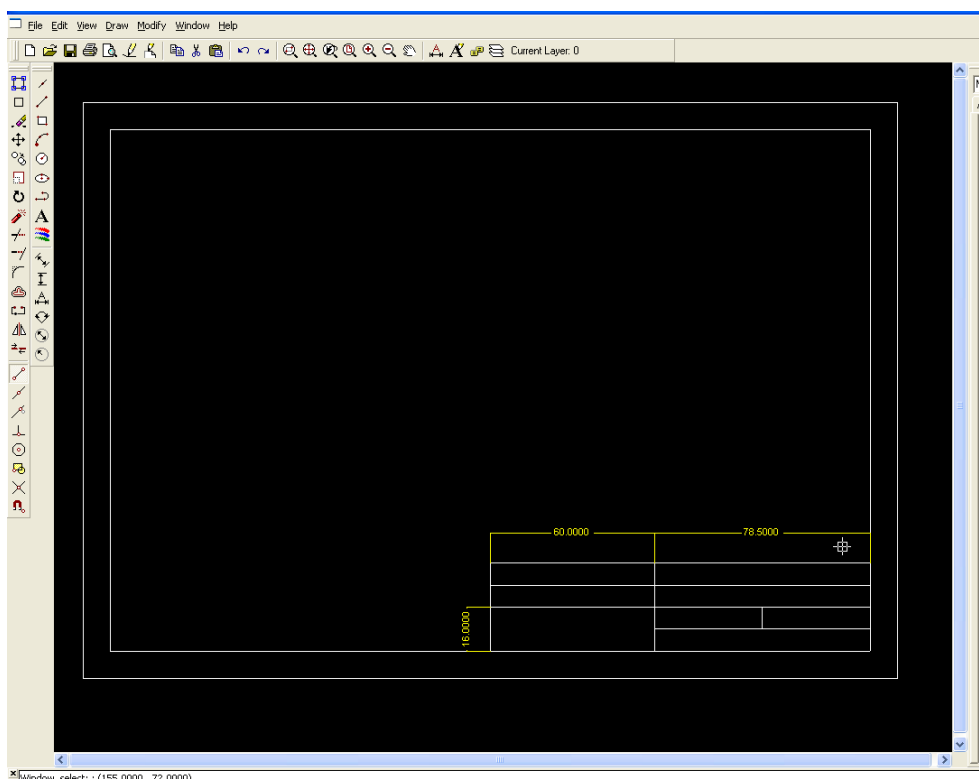 File Edit View Draw Modify Window Help
Current Layer: 0
60.0000 78.5000
16.0000
Window select: : (155.0000, 72.0000)